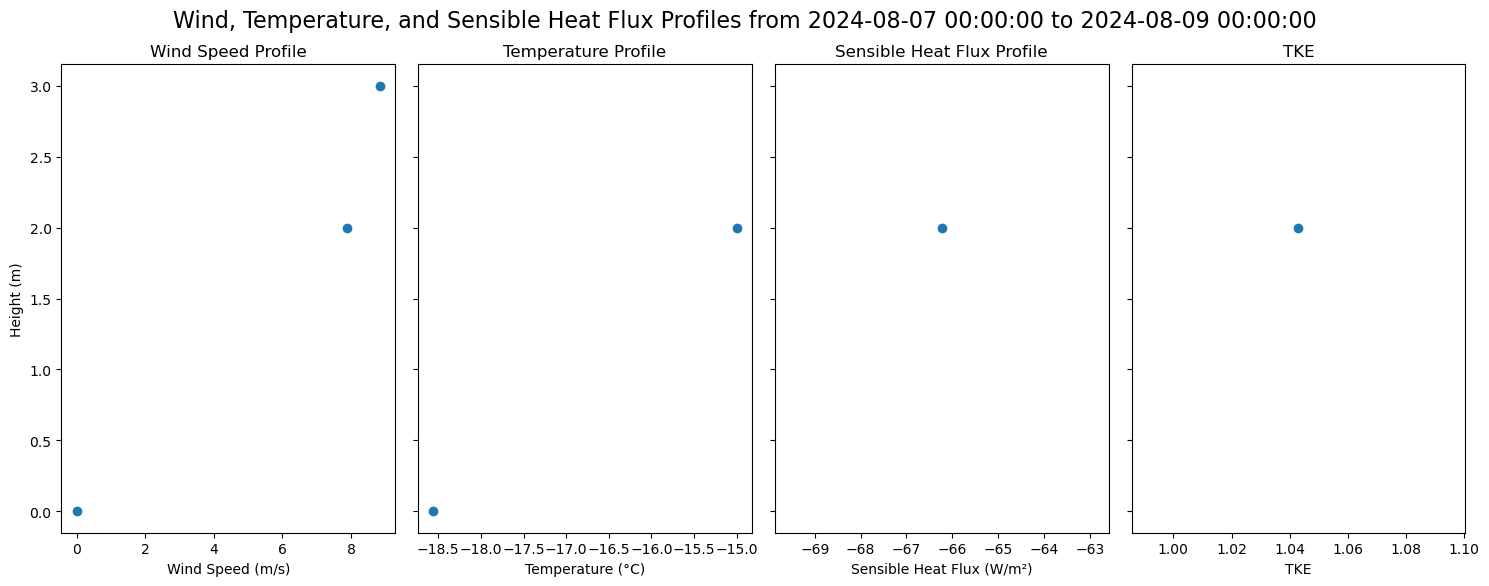 Wind, Temperature, and Sensible Heat Flux Profiles from 2024-08-07 00:00:00 to 2024-08-09 00:00:00
Wind Speed Profile
Temperature Profile
Sensible Heat Flux Profile
TKE
3.0
2.5
2.0
1.5
1.0
0.5
0.0
Height (m)
0 2 4 6 8
−18.5 −18.0 −17.5 −17.0 −16.5 −16.0 −15.5 −15.0
−69 −68 −67 −66 −65 −64 −63
1.00 1.02 1.04 1.06 1.08 1.10
Wind Speed (m/s)
Temperature (°C)
Sensible Heat Flux (W/m²)
TKE